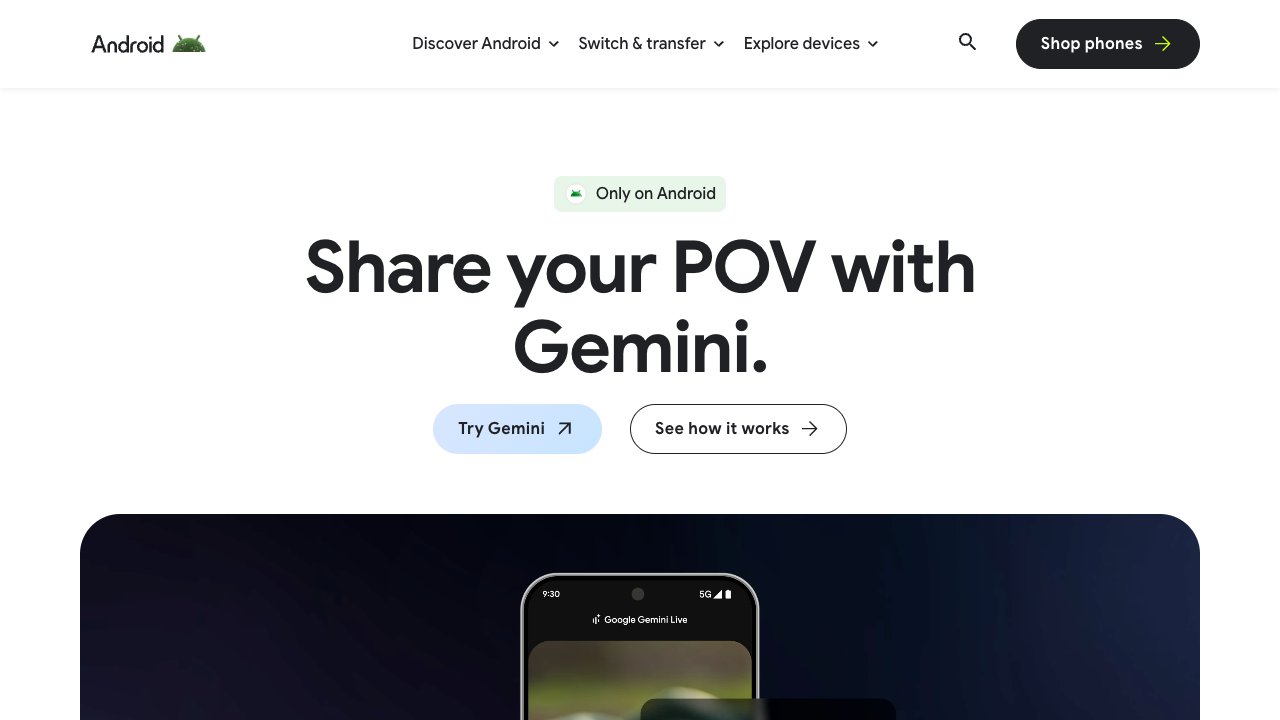 Android
Discover Android
Switch & transfer
Explore devices
Shop phones
Only on Android
Share your POV with
Gemini.
Try Gemini
See how it works
9:30
5G
Google Gemini Live